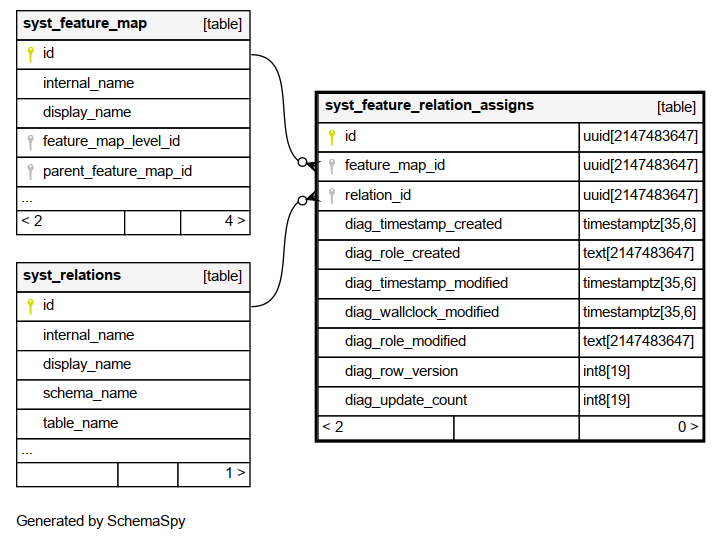 syst_feature_map [table]
id
internal_name
display_name
feature_map_level_id
parent_feature_map_id
...
< 2 4 >
syst_relations [table]
id
internal_name
display_name
schema_name
table_name
...
1 >
syst_feature_relation_assigns [table]
id uuid[2147483647]
feature_map_id uuid[2147483647]
relation_id uuid[2147483647]
diag_timestamp_created timestamptz[35,6]
diag_role_created text[2147483647]
diag_timestamp_modified timestamptz[35,6]
diag_wallclock_modified timestamptz[35,6]
diag_role_modified text[2147483647]
diag_row_version int8[19]
diag_update_count int8[19]
< 2 0 >
Generated by SchemaSpy